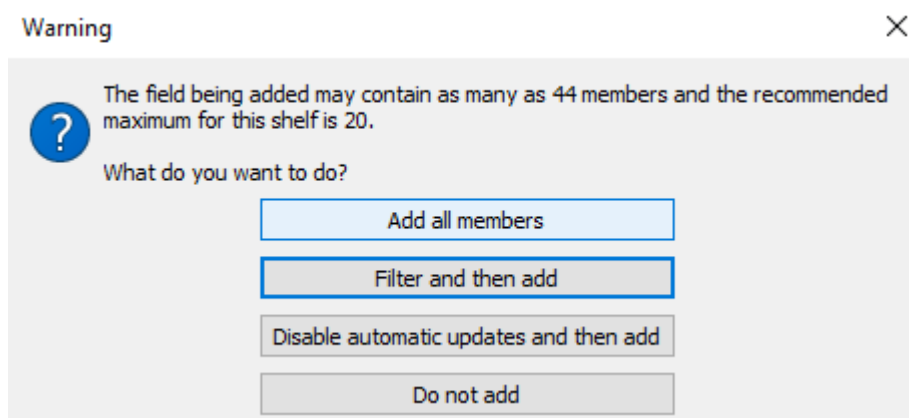 Warning
The field being added may contain as many as 44 members and the recommended
maximum for this shelf is 20.
What do you want to do?
Add all members
Filter and then add
Disable automatic updates and then add
Do not add